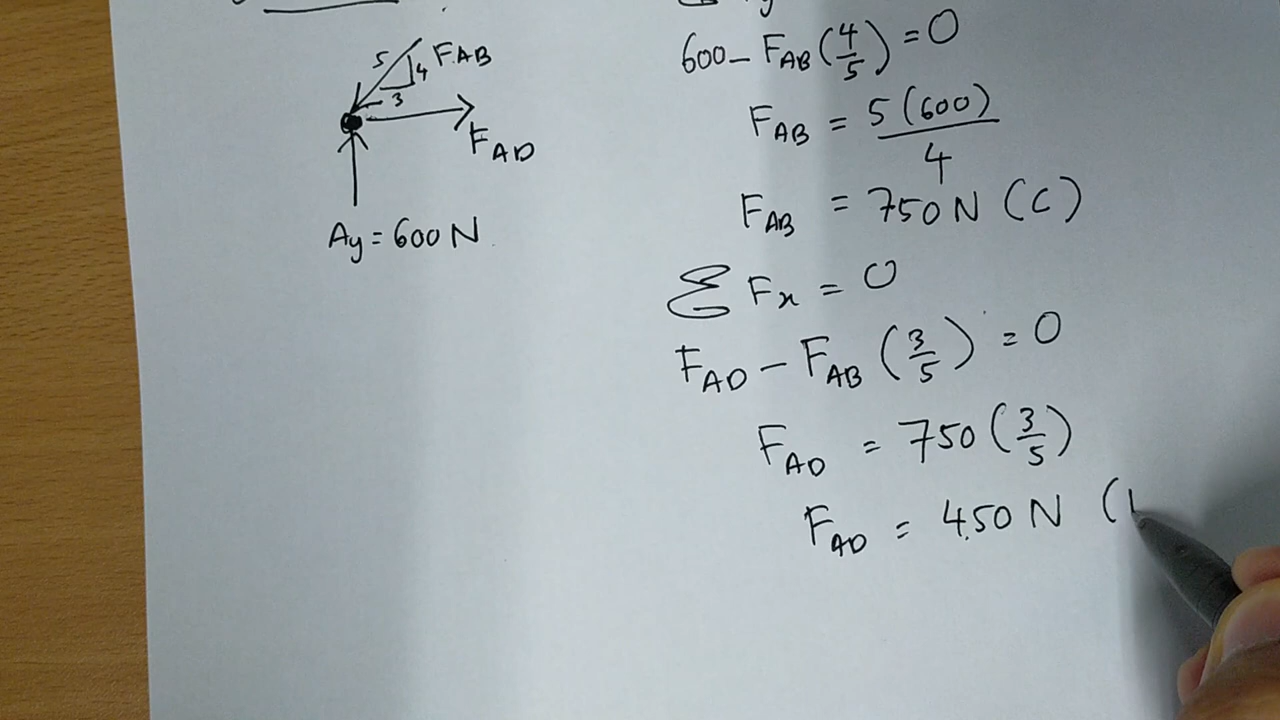 5 F.AB
4
3
F AD
Ay = 600 N
600 - F AB (4/5) = 0
F AB = 5 (600) / 4
F AB = 750 N (C)
Σ Fx = 0
F AD - F AB (3/5) = 0
F AD = 750 (3/5)
F AD = 450 N (